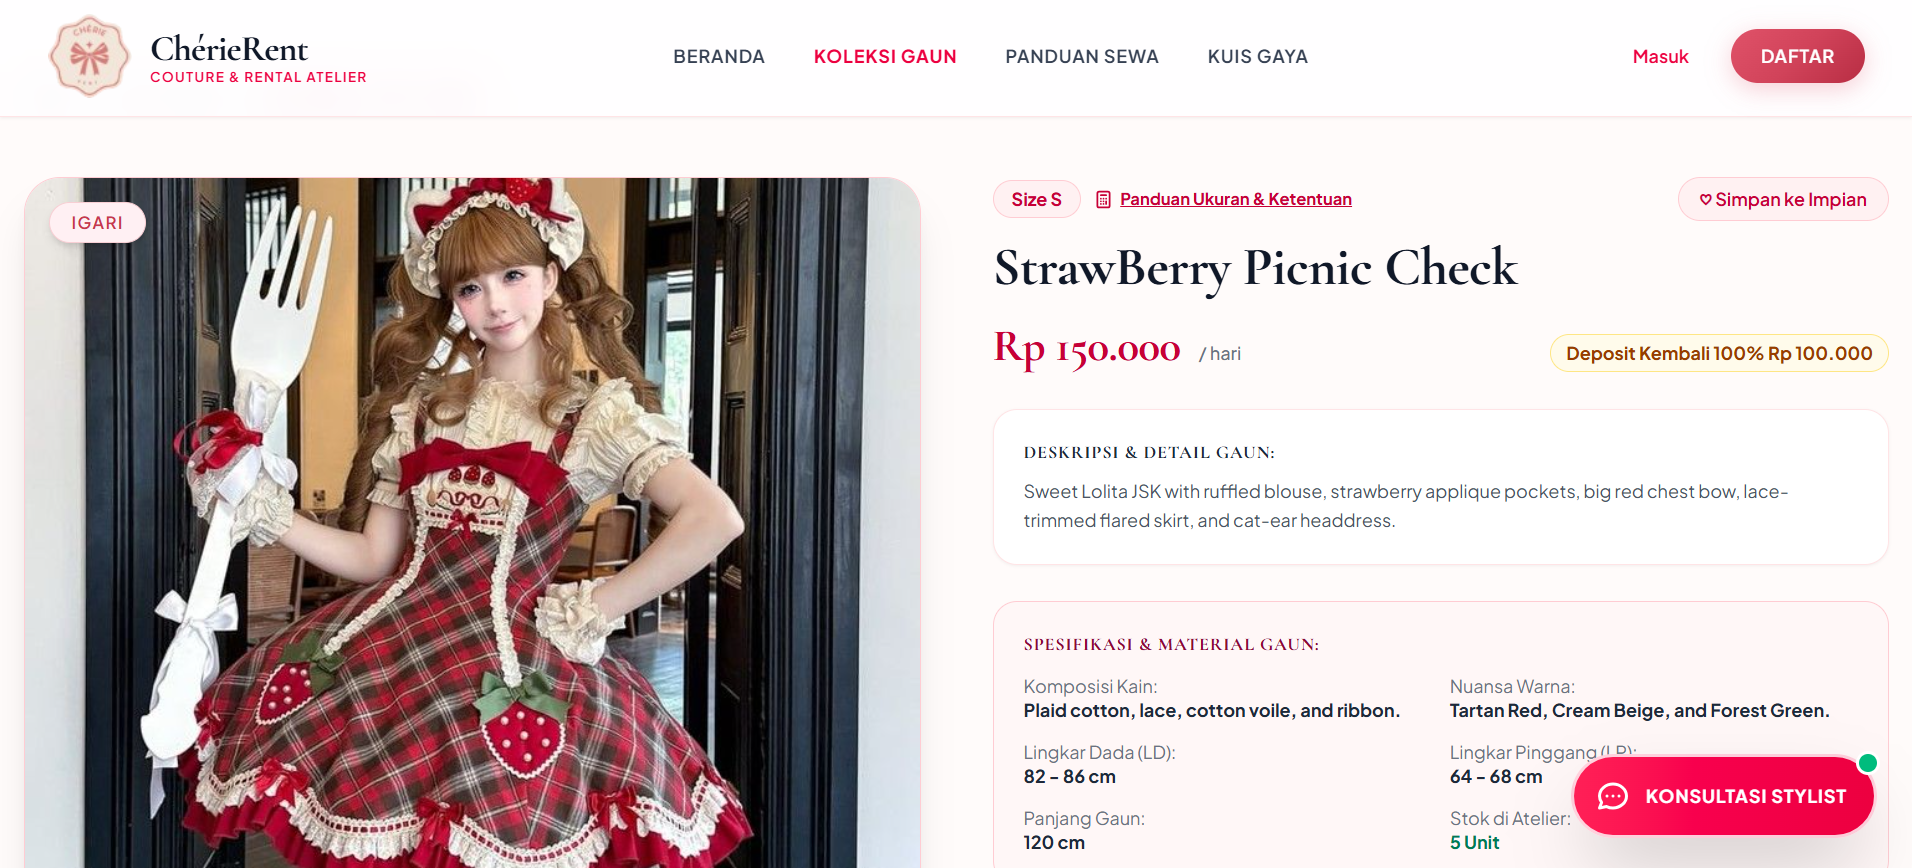 CHÉRIE
ChérieRent
COUTURE & RENTAL ATELIER
BERANDA
KOLEKSI GAUN
PANDUAN SEWA
KUIS GAYA
Masuk
DAFTAR
IGARI
Size S
Panduan Ukuran & Ketentuan
Simpan ke Impian
StrawBerry Picnic Check
Rp 150.000 / hari
Deposit Kembali 100% Rp 100.000
DESKRIPSI & DETAIL GAUN:
Sweet Lolita JSK with ruffled blouse, strawberry applique pockets, big red chest bow, lace-
trimmed flared skirt, and cat-ear headdress.
SPESIFIKASI & MATERIAL GAUN:
Komposisi Kain:
Plaid cotton, lace, cotton voile, and ribbon.
Nuansa Warna:
Tartan Red, Cream Beige, and Forest Green.
Lingkar Dada (LD):
82 - 86 cm
Lingkar Pinggang (LP):
64 - 68 cm
Panjang Gaun:
120 cm
Stok di Atelier:
5 Unit
KONSULTASI STYLIST